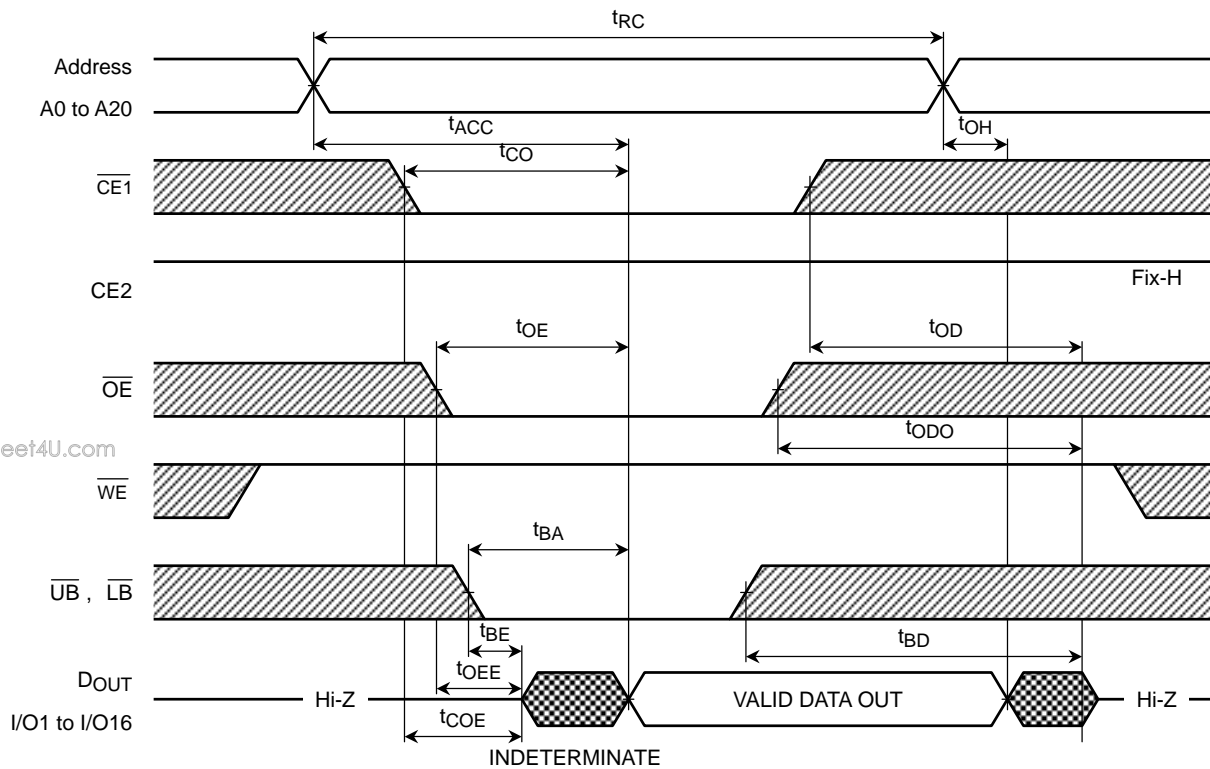 tRC
Address
A0 to A20
tACC
tOH
tCO
CE1
Fix-H
CE2
tOE
tOD
OE
tODO
eet4U.com
WE
tBA
UB , LB
tBE
tBD
tOEE
DOUT
Hi-Z
VALID DATA OUT
Hi-Z
I/O1 to I/O16
tCOE
INDETERMINATE